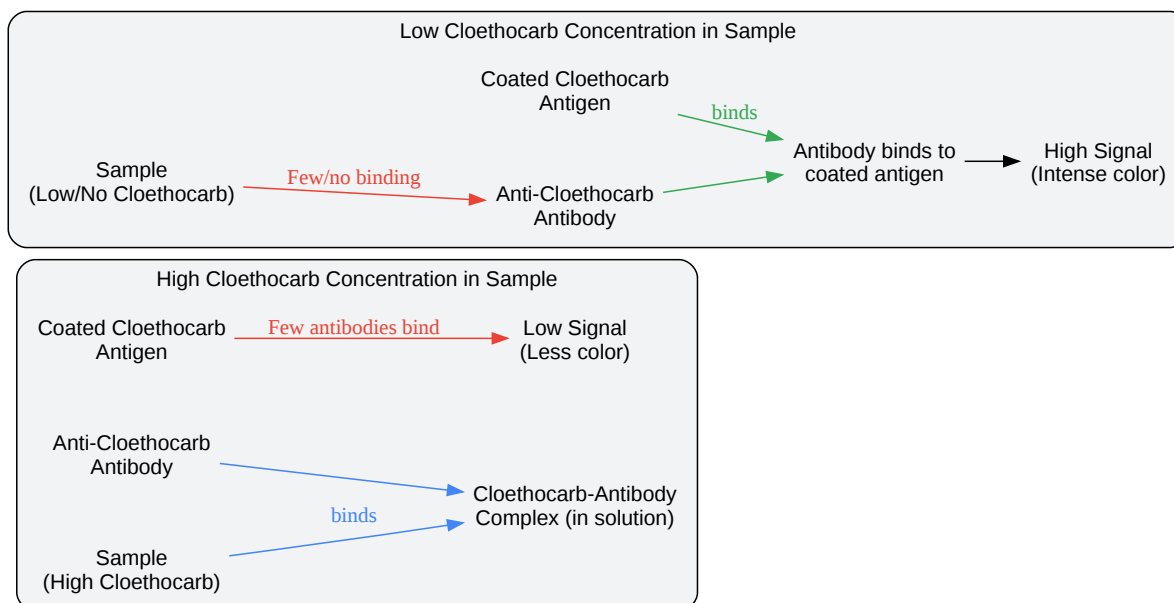 Low Cloethocarb Concentration in Sample
Coated Cloethocarb
Antigen
binds
Sample
(Low/No Cloethocarb)
Few/no binding
Anti-Cloethocarb
Antibody
Antibody binds to
coated antigen
High Signal
(Intense color)
High Cloethocarb Concentration in Sample
Coated Cloethocarb
Antigen
Few antibodies bind
Low Signal
(Less color)
Anti-Cloethocarb
Antibody
binds
Cloethocarb-Antibody
Complex (in solution)
Sample
(High Cloethocarb)